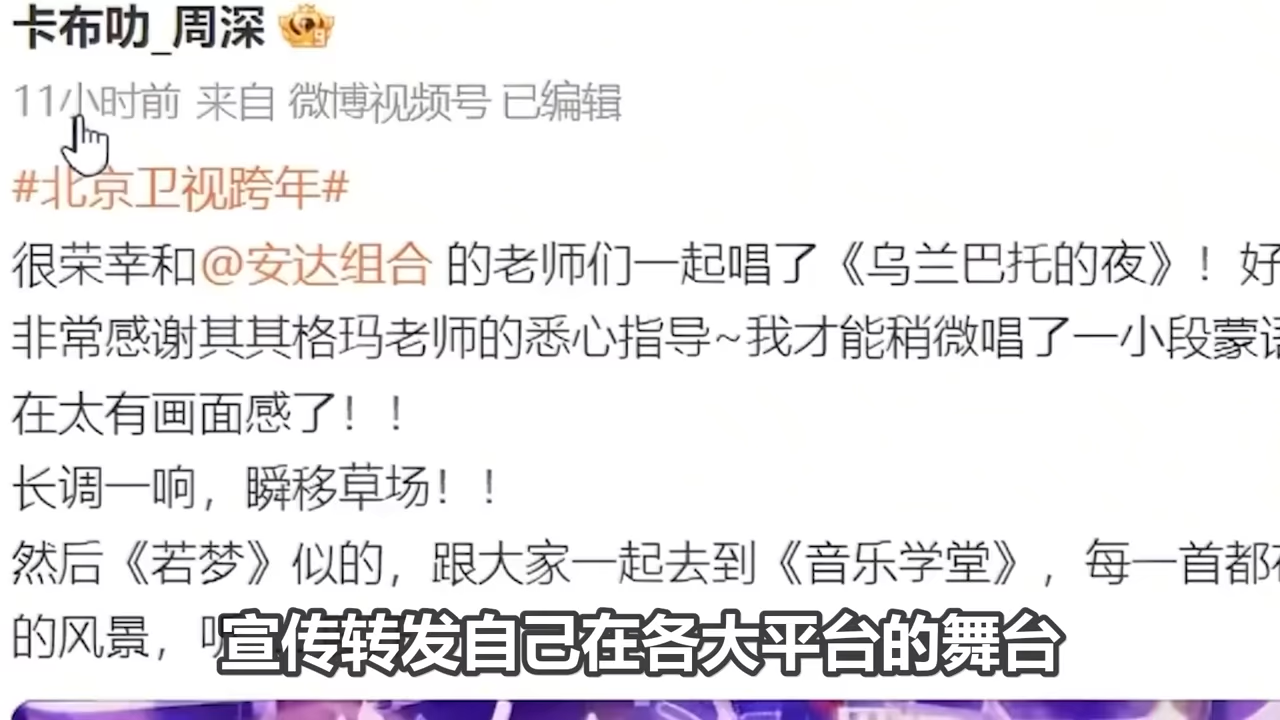 卡布叻_周深
11小时前 来自 微博视频号 已编辑
#北京卫视跨年#
很荣幸和@安达组合 的老师们一起唱了《乌兰巴托的夜》！好
非常感谢其其格玛老师的悉心指导~我才能稍微唱了一小段蒙语
在太有画面感了！！
长调一响，瞬移草场！！
然后《若梦》似的，跟大家一起去到《音乐学堂》，每一首都在
的风景，
宣传转发自己在各大平台的舞台